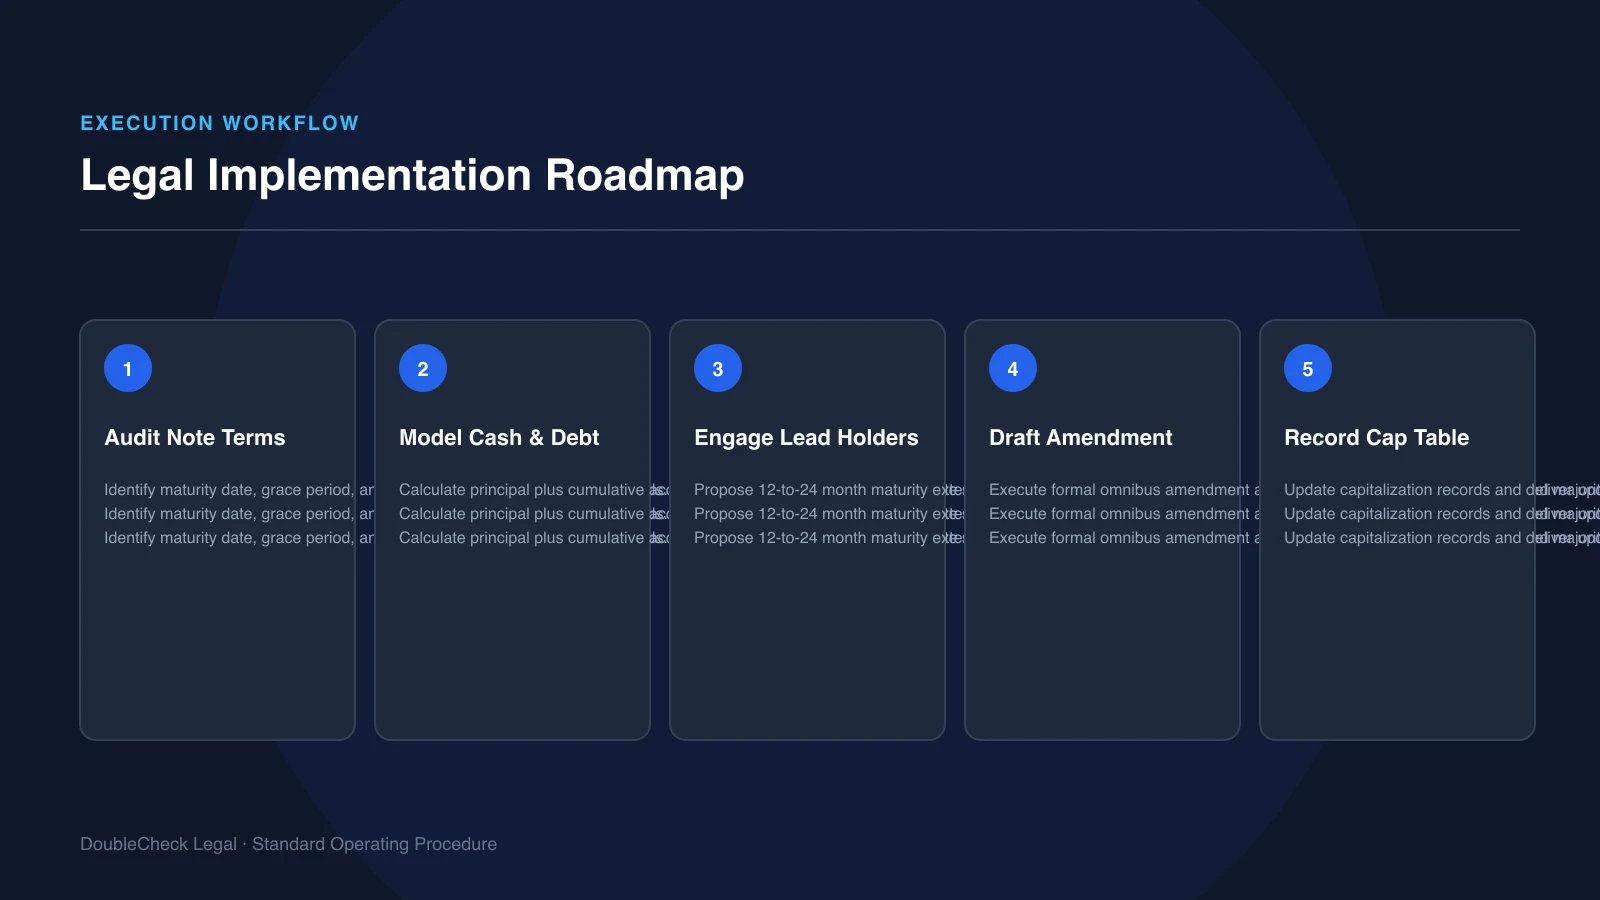 EXECUTION WORKFLOW
Legal Implementation Roadmap
1
Audit Note Terms
Identify maturity date, grace period,
Identify maturity date, grace period,
Identify maturity date, grace period,
2
Model Cash & Debt
Calculate principal plus cumulative
Calculate principal plus cumulative
Calculate principal plus cumulative
3
Engage Lead Holders
Propose 12-to-24 month maturity
Propose 12-to-24 month maturity
Propose 12-to-24 month maturity
4
Draft Amendment
Execute formal omnibus amendment
Execute formal omnibus amendment
Execute formal omnibus amendment
5
Record Cap Table
Update capitalization records and
Update capitalization records and
Update capitalization records and
DoubleCheck Legal · Standard Operating Procedure